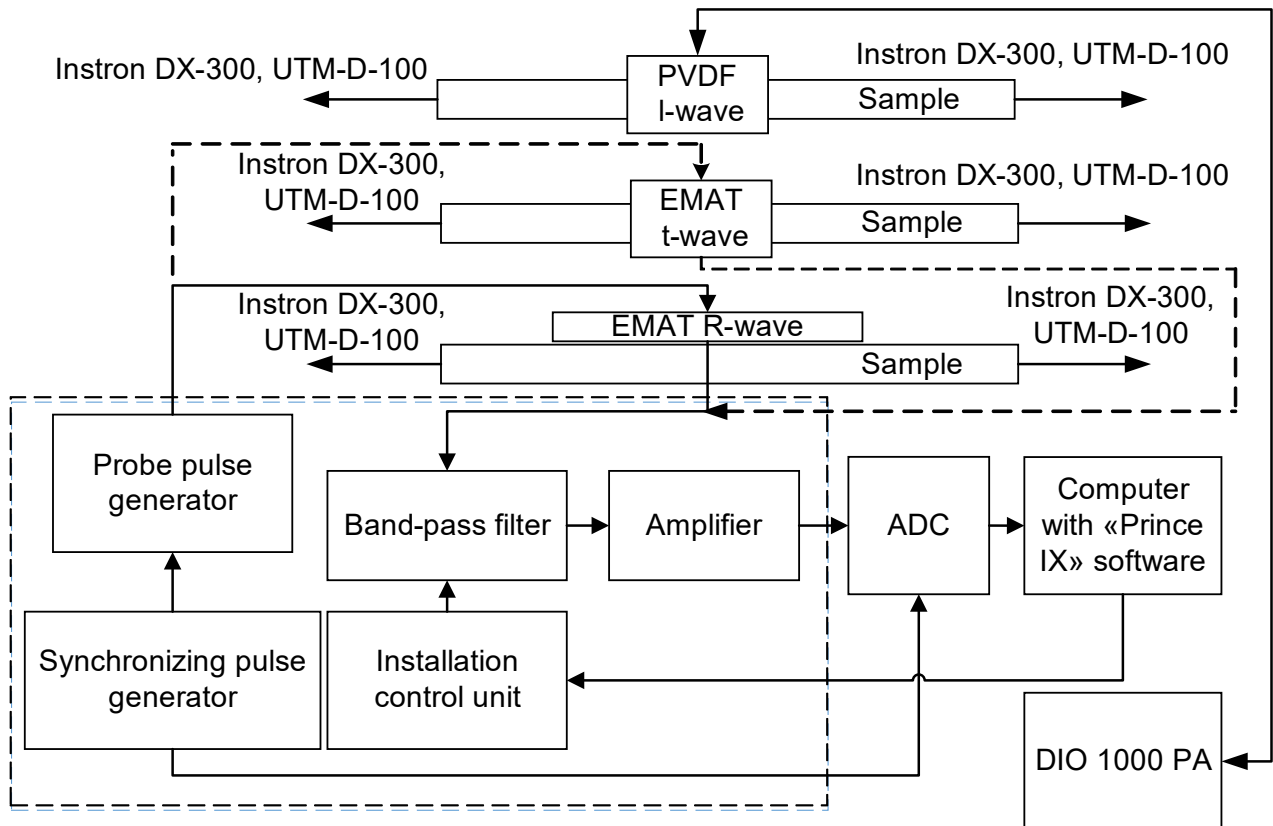 Instron DX-300, UTM-D-100
PVDF
l-wave
Instron DX-300, UTM-D-100
Sample
Instron DX-300,
UTM-D-100
EMAT
t-wave
Instron DX-300, UTM-D-100
Sample
Instron DX-300,
UTM-D-100
EMAT R-wave
Instron DX-300,
UTM-D-100
Sample
Probe pulse
generator
Band-pass filter
Amplifier
ADC
Computer
with «Prince
IX» software
Synchronizing pulse
generator
Installation
control unit
DIO 1000 PA